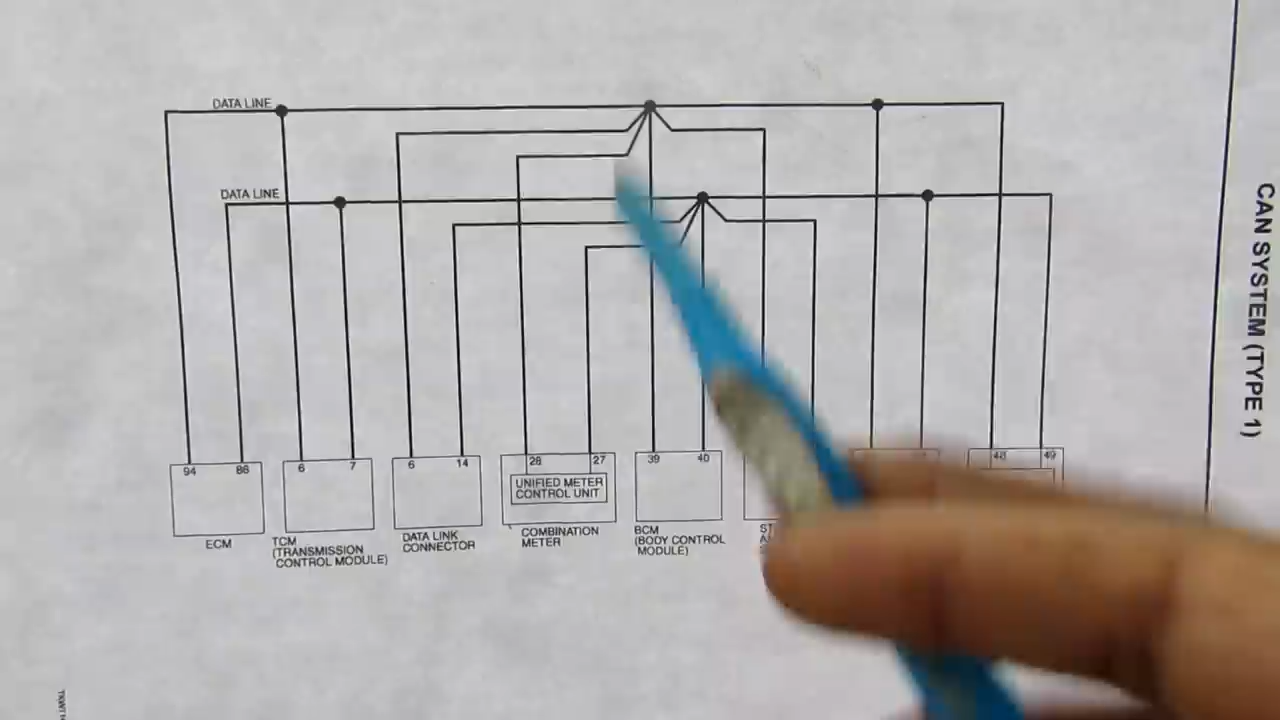 DATA LINE
DATA LINE
CAN SYSTEM (TYPE 1)
94
6
7
6
14
28
27
39
40
48
49
UNIFIED METER
CONTROL UNIT
ECM
TCM
(TRANSMISSION
CONTROL MODULE)
DATA LINK
CONNECTOR
COMBINATION
METER
BCM
(BODY CONTROL
MODULE)